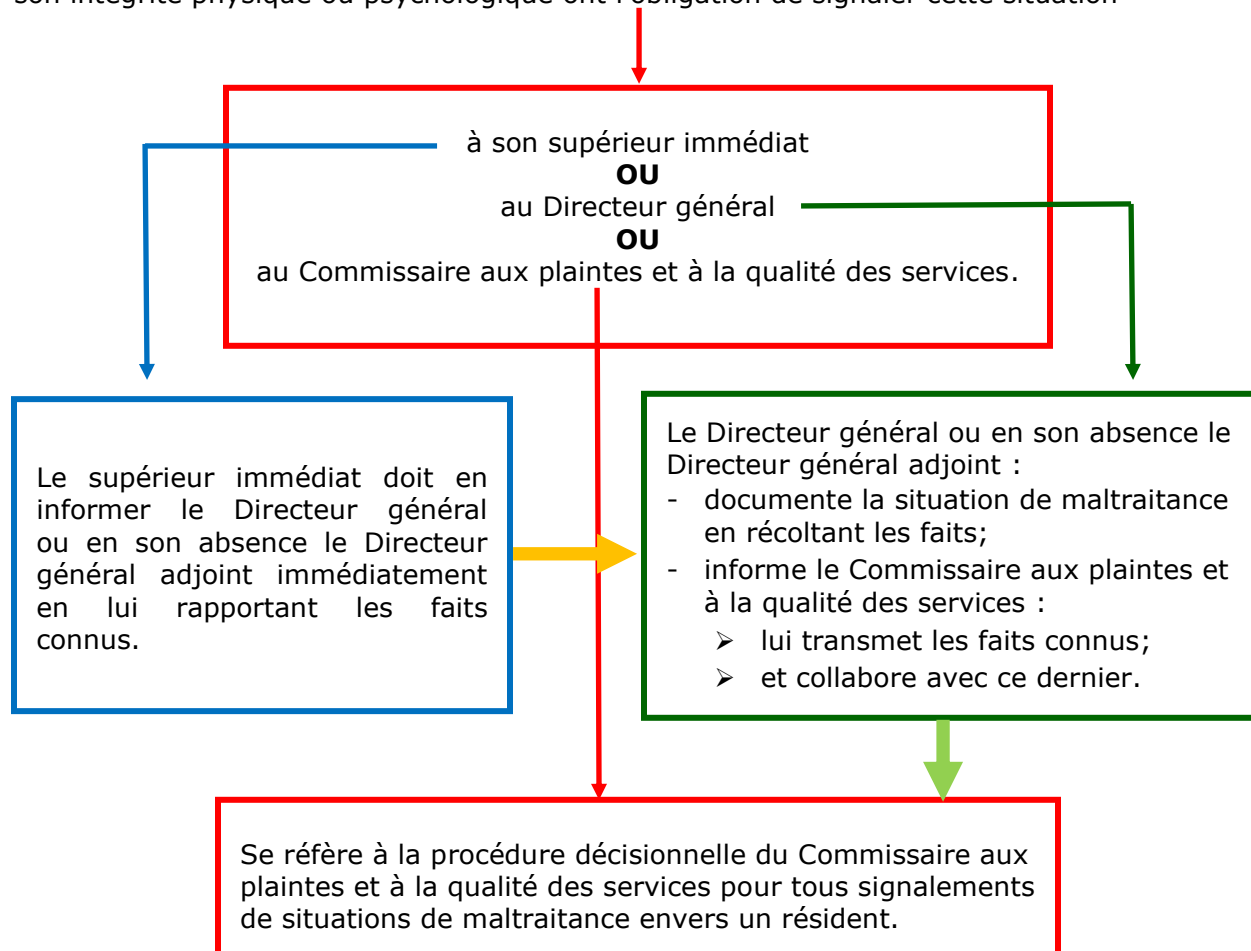 son intégrité physique ou psychologique ont l'obligation de signaler cette situation
à son supérieur immédiat
OU
au Directeur général
OU
au Commissaire aux plaintes et à la qualité des services.
Le supérieur immédiat doit en
informer le Directeur général
ou en son absence le Directeur
général adjoint immédiatement
en lui rapportant les faits
connus.
Le Directeur général ou en son absence le
Directeur général adjoint :
- documente la situation de maltraitance
en récoltant les faits;
- informe le Commissaire aux plaintes et
à la qualité des services :
➢ lui transmet les faits connus;
➢ et collabore avec ce dernier.
Se réfère à la procédure décisionnelle du Commissaire aux
plaintes et à la qualité des services pour tous signalements
de situations de maltraitance envers un résident.